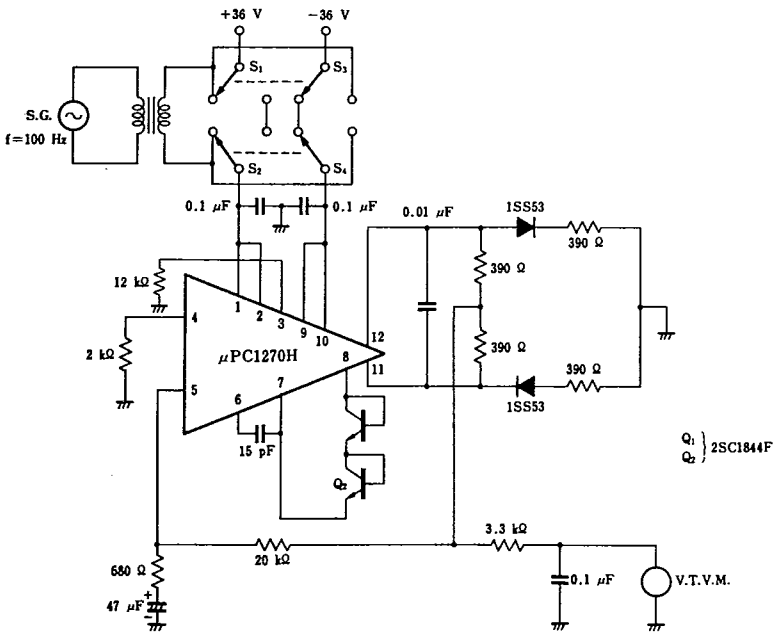 +36 V
−36 V
S1
S3
S.G.
f=100 Hz
S2
S4
0.1 μF
0.1 μF
0.01 μF
1SS53
390 Ω
390 Ω
12 kΩ
1
2
3
9
10
4
2 kΩ
μPC1270H
12
11
390 Ω
390 Ω
5
8
7
6
1SS53
15 pF
Q2
Q1
Q2
2SC1844F
3.3 kΩ
20 kΩ
680 Ω
0.1 μF
V.T.V.M.
47 μF
+
−